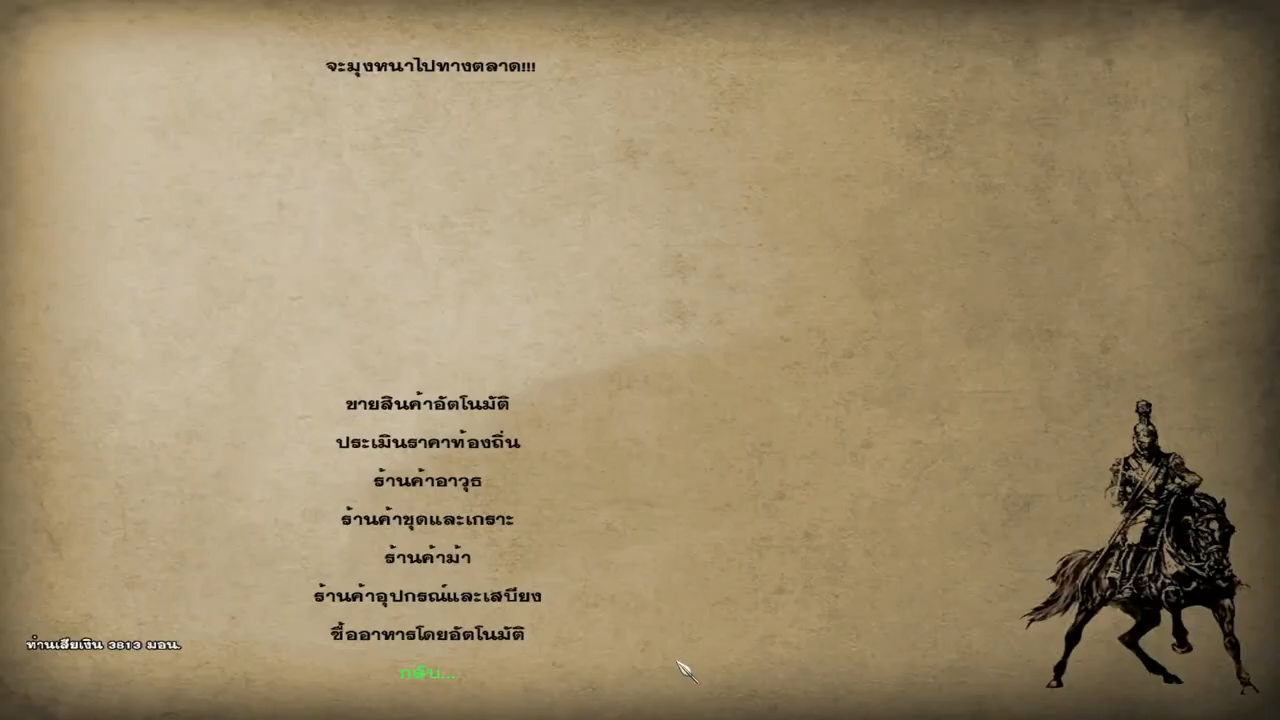 จะมุงหนาไปทางตลาด!!!
ขายสินค้าอัตโนมัติ
ประเมินราคาท้องถิ่น
ร้านค้าอาวุธ
ร้านค้าชุดและเกราะ
ร้านค้าม้า
ร้านค้าอุปกรณ์และเสบียง
ซื้ออาหารโดยอัตโนมัติ
ท่านเสียเงิน 3813 มอน.
กลับ...